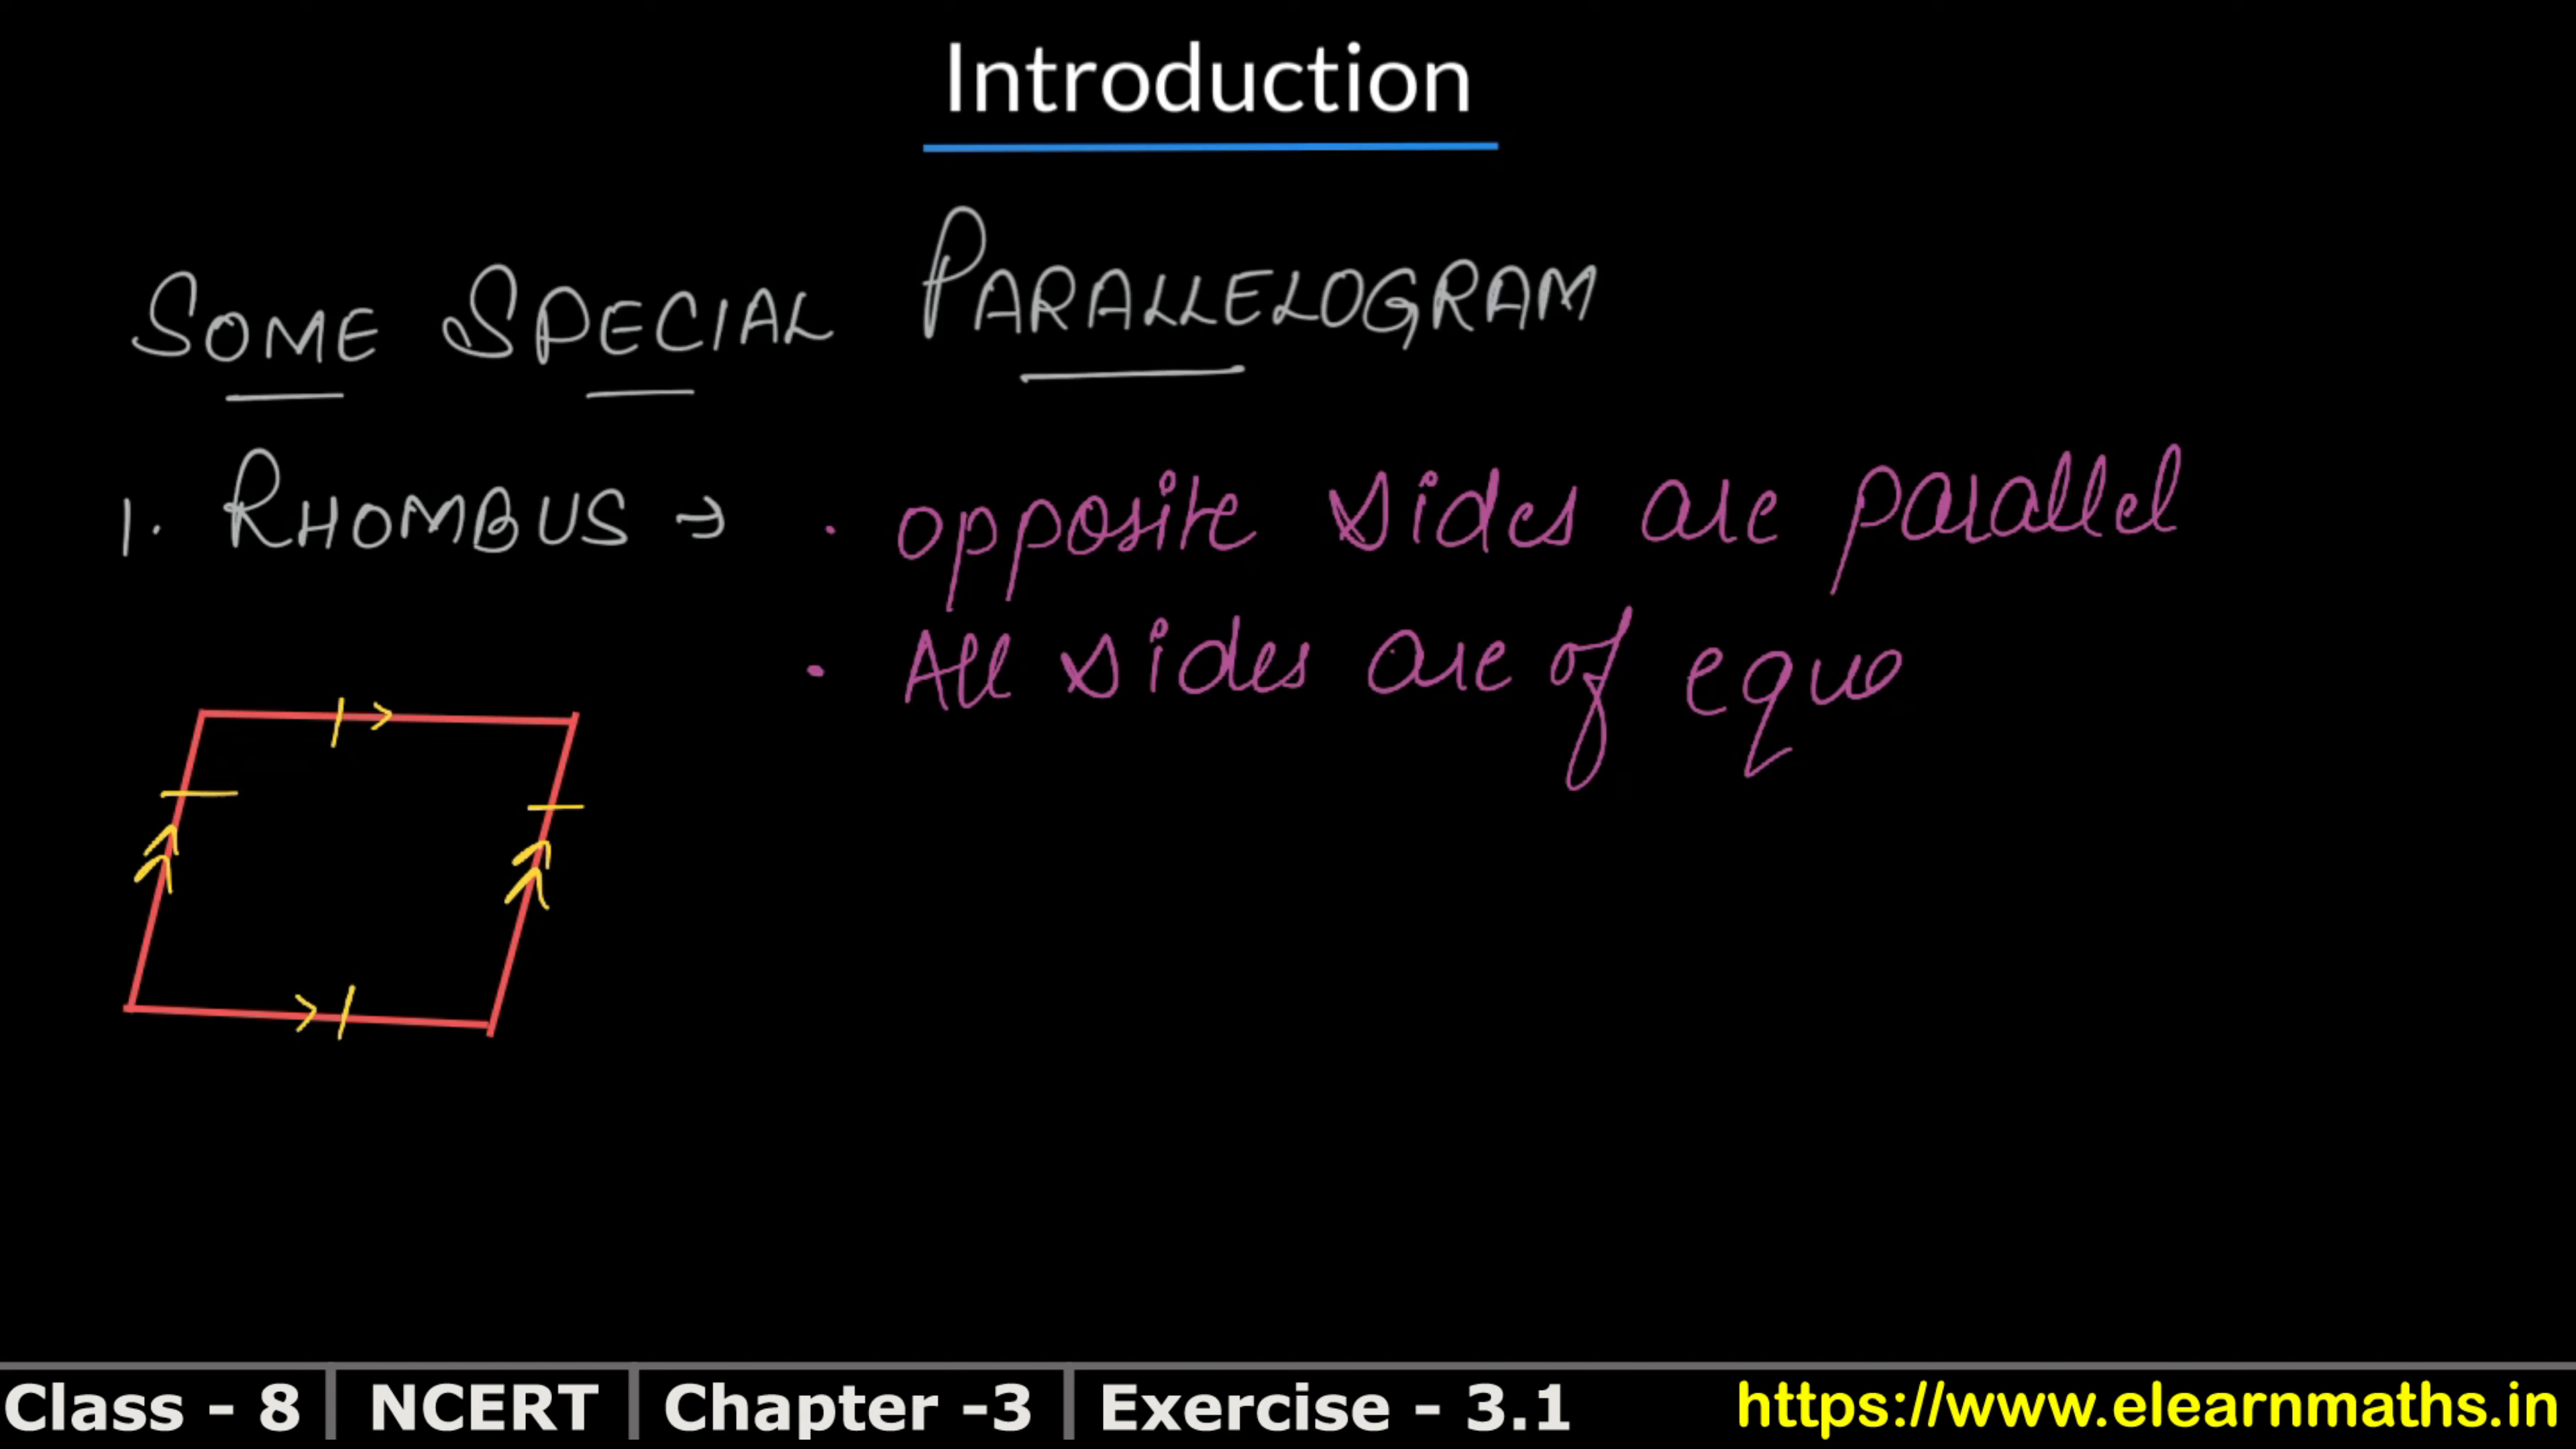 Introduction
SOME SPECIAL PARALLELOGRAM
1. RHOMBUS → • opposite sides are parallel
• All sides are of equa
Class - 8 | NCERT | Chapter -3 | Exercise - 3.1 https://www.elearnmaths.in